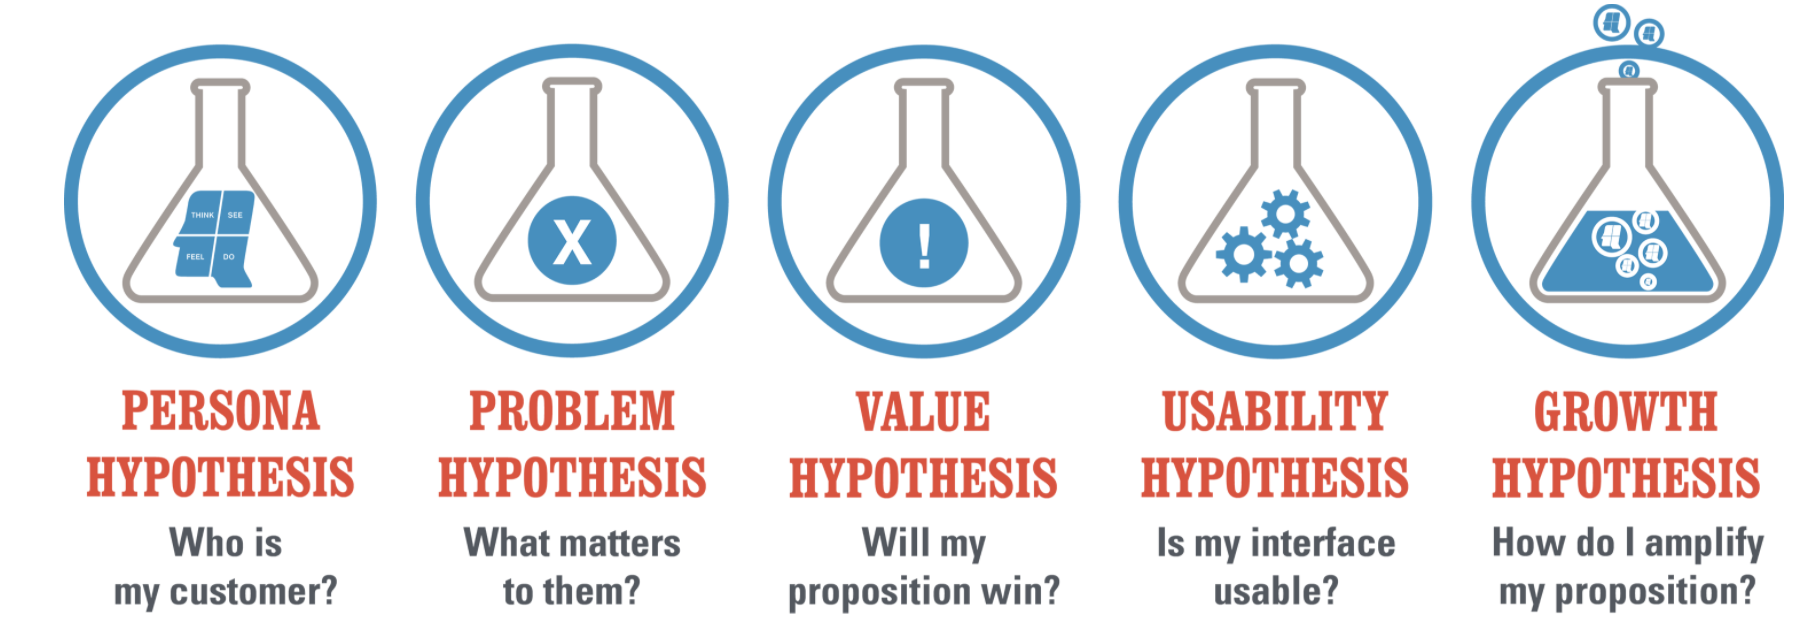 THINK SEE
FEEL DO
X
!
PERSONA
HYPOTHESIS
Who is
my customer?
PROBLEM
HYPOTHESIS
What matters
to them?
VALUE
HYPOTHESIS
Will my
proposition win?
USABILITY
HYPOTHESIS
Is my interface
usable?
GROWTH
HYPOTHESIS
How do I amplify
my proposition?